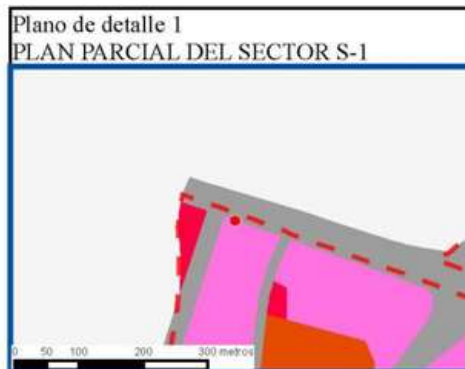 Plano de detalle 1
PLAN PARCIAL DEL SECTOR S-1
0 50 100 200 300 metros